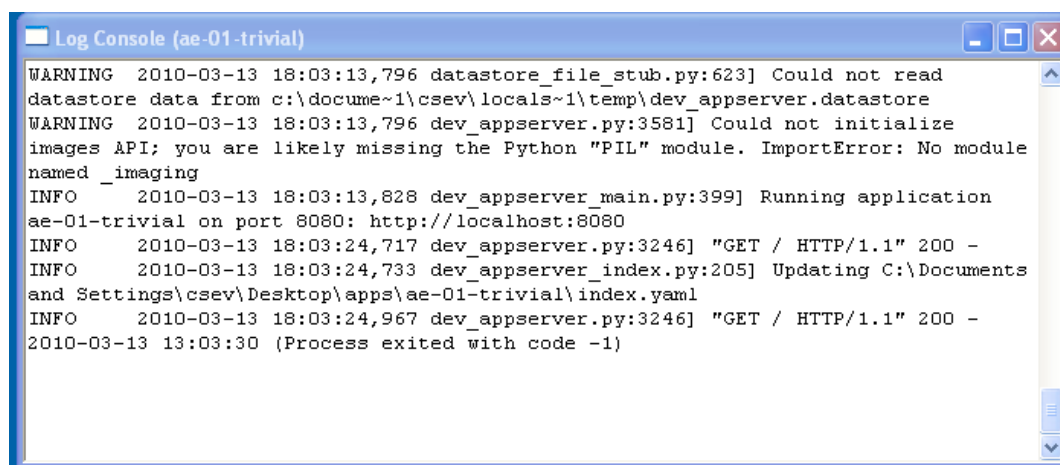 Log Console (ae-01-trivial)
WARNING  2010-03-13 18:03:13,796 datastore_file_stub.py:623] Could not read
datastore data from c:\docume~1\csev\locals~1\temp\dev_appserver.datastore
WARNING  2010-03-13 18:03:13,796 dev_appserver.py:3581] Could not initialize
images API; you are likely missing the Python "PIL" module. ImportError: No module
named _imaging
INFO     2010-03-13 18:03:13,828 dev_appserver_main.py:399] Running application
ae-01-trivial on port 8080: http://localhost:8080
INFO     2010-03-13 18:03:24,717 dev_appserver.py:3246] "GET / HTTP/1.1" 200 -
INFO     2010-03-13 18:03:24,733 dev_appserver_index.py:205] Updating C:\Documents
and Settings\csev\Desktop\apps\ae-01-trivial\index.yaml
INFO     2010-03-13 18:03:24,967 dev_appserver.py:3246] "GET / HTTP/1.1" 200 -
2010-03-13 13:03:30 (Process exited with code -1)